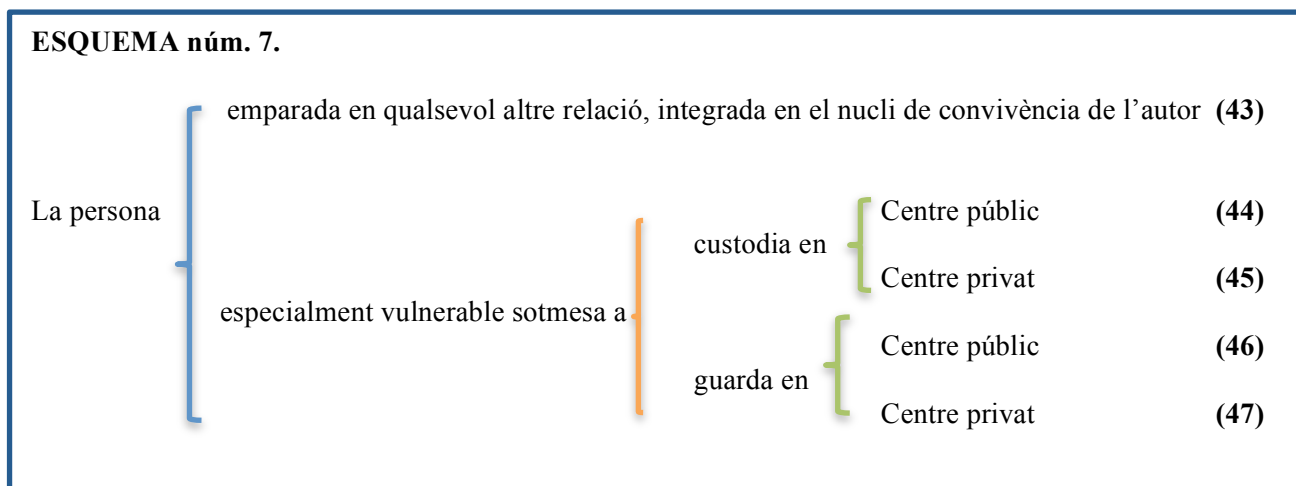 ESQUEMA núm. 7.
emparada en qualsevol altre relació, integrada en el nucli de convivència de l’autor (43)
La persona
Centre públic (44)
custodia en
Centre privat (45)
especialment vulnerable sotmesa a
Centre públic (46)
guarda en
Centre privat (47)